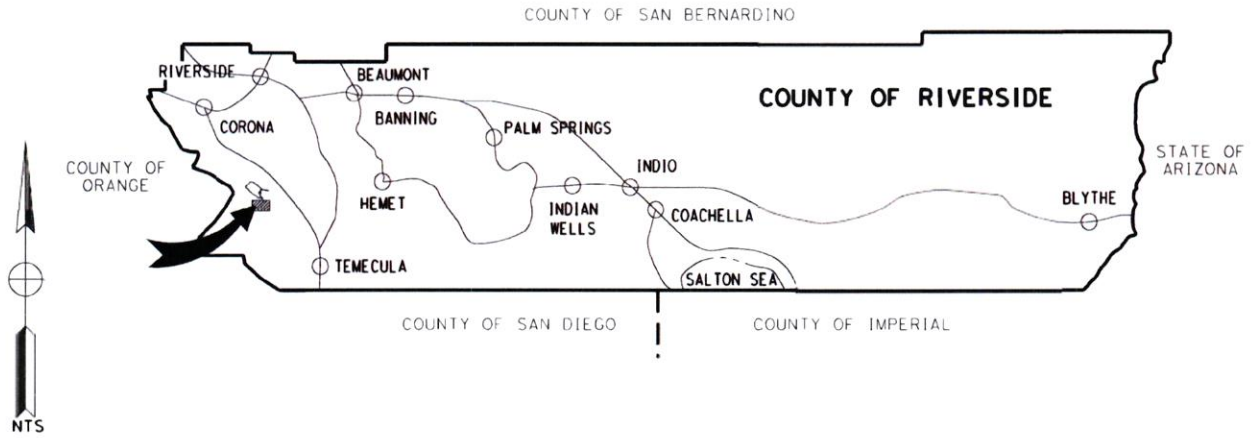 COUNTY OF SAN BERNARDINO
RIVERSIDE
BEAUMONT
COUNTY OF RIVERSIDE
BANNING
CORONA
PALM SPRINGS
COUNTY OF
ORANGE
INDIO
STATE OF
ARIZONA
HEMET
INDIAN
WELLS
COACHELLA
BLYTHE
TEMECULA
SALTON SEA
COUNTY OF SAN DIEGO
COUNTY OF IMPERIAL
NTS